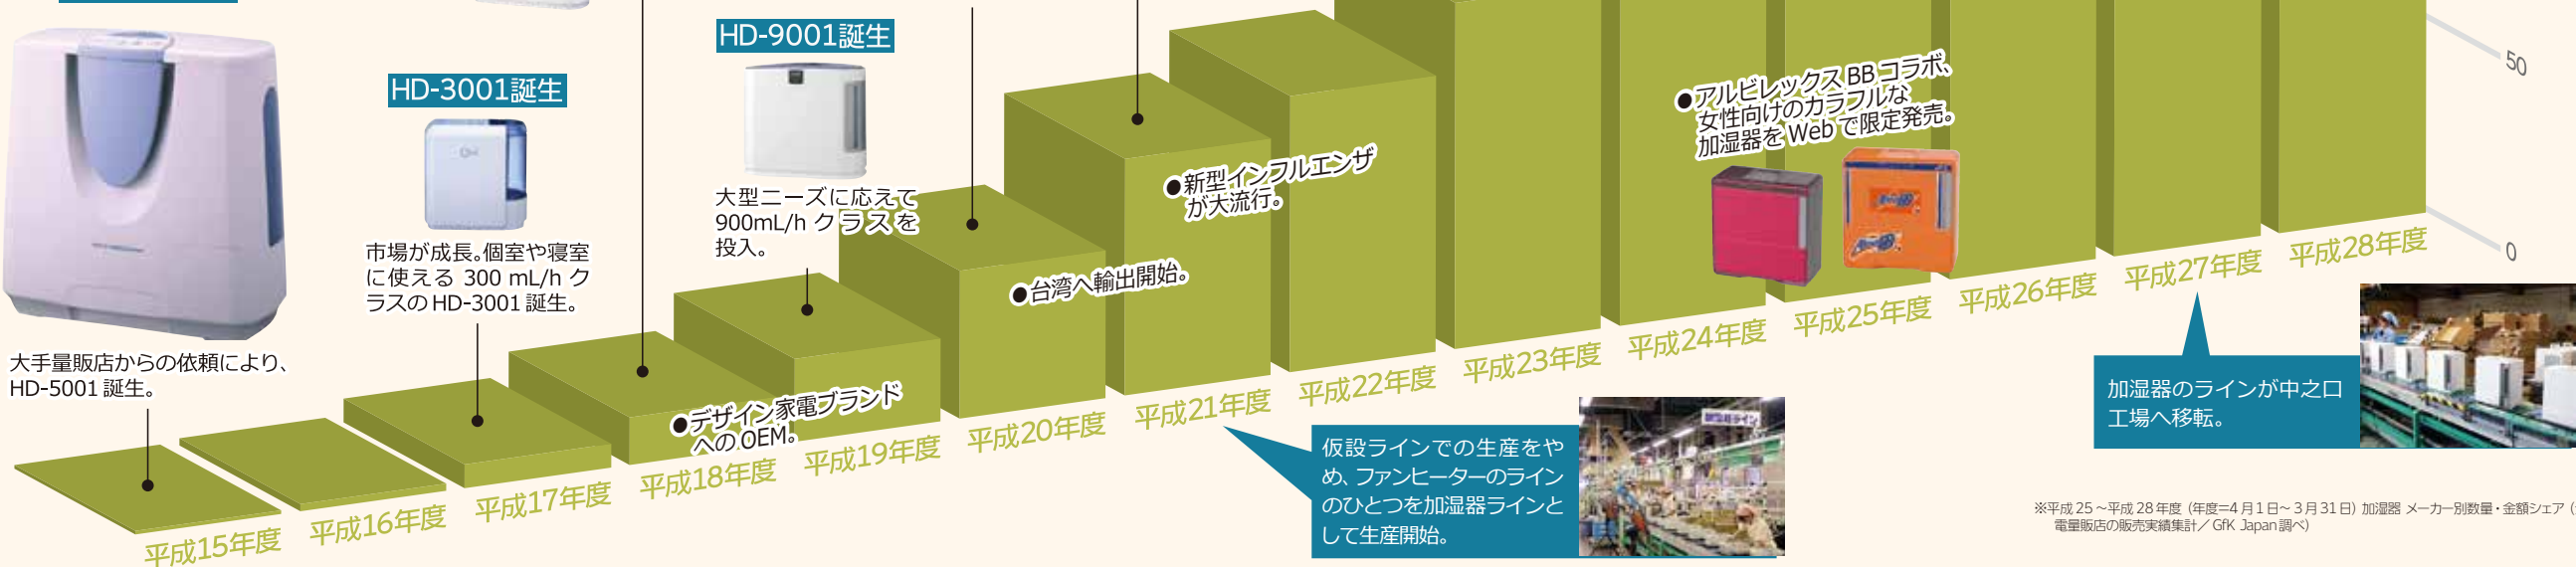 HD-9001誕生
HD-3001誕生
大型ニーズに応えて
900mL/h クラスを
投入。
市場が成長。個室や寝室
に使える 300 mL/h ク
ラスのHD-3001 誕生。
大手量販店からの依頼により、
HD-5001 誕生。
●デザイン家電ブランド
へのOEM。
●台湾へ輸出開始。
●新型インフルエンザ
が大流行。
●アルビレックス BB コラボ、
女性向けのカラフルな
加湿器を Web で限定発売。
50
0
平成15年度
平成16年度
平成17年度
平成18年度
平成19年度
平成20年度
平成21年度
平成22年度
平成23年度
平成24年度
平成25年度
平成26年度
平成27年度
平成28年度
仮設ラインでの生産をや
め、ファンヒーターのライン
のひとつを加湿器ラインと
して生産開始。
加湿器のラインが中之口
工場へ移転。
※平成 25 ~平成 28 年度 (年度=4 月 1 日~ 3 月 31 日) 加湿器 メーカー別数量・金額シェア (
電量販店の販売実績集計／ GfK Japan 調べ)